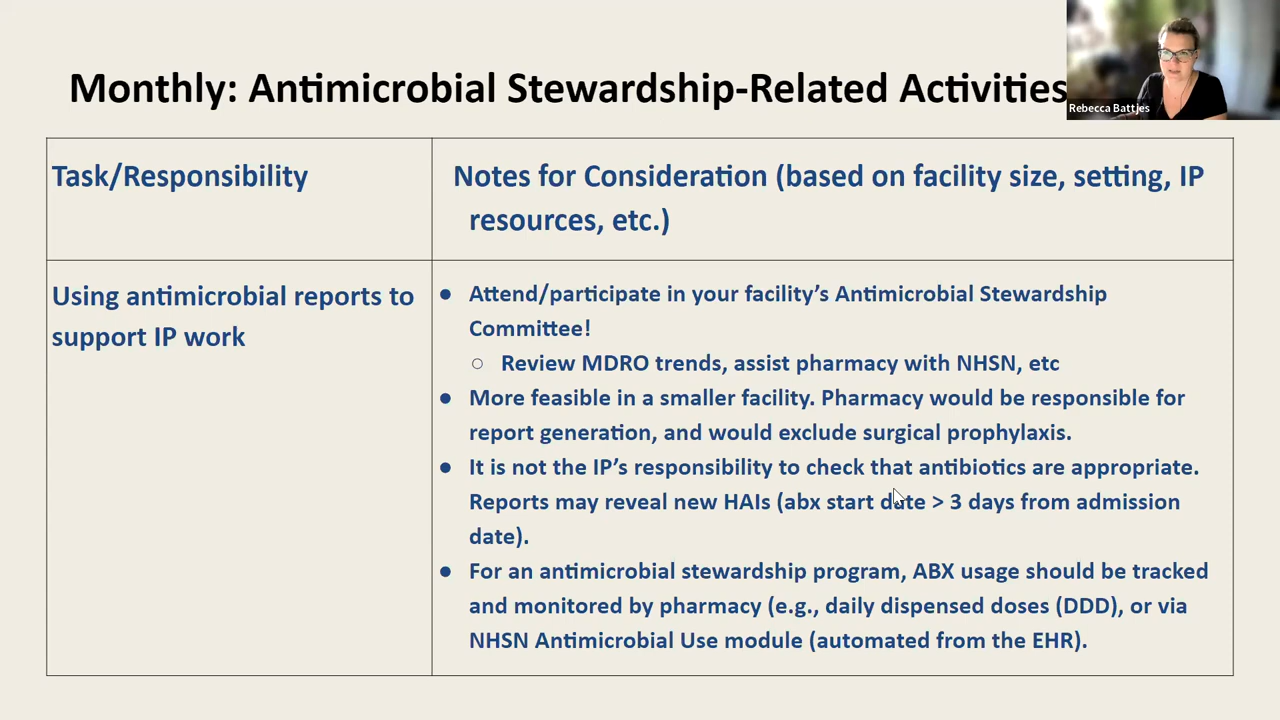 Monthly: Antimicrobial Stewardship-Related Activities
Rebecca Battjes
Task/Responsibility
Notes for Consideration (based on facility size, setting, IP
resources, etc.)
Using antimicrobial reports to
support IP work
● Attend/participate in your facility’s Antimicrobial Stewardship
Committee!
○ Review MDRO trends, assist pharmacy with NHSN, etc
● More feasible in a smaller facility. Pharmacy would be responsible for
report generation, and would exclude surgical prophylaxis.
● It is not the IP’s responsibility to check that antibiotics are appropriate.
Reports may reveal new HAIs (abx start date > 3 days from admission
date).
● For an antimicrobial stewardship program, ABX usage should be tracked
and monitored by pharmacy (e.g., daily dispensed doses (DDD), or via
NHSN Antimicrobial Use module (automated from the EHR).